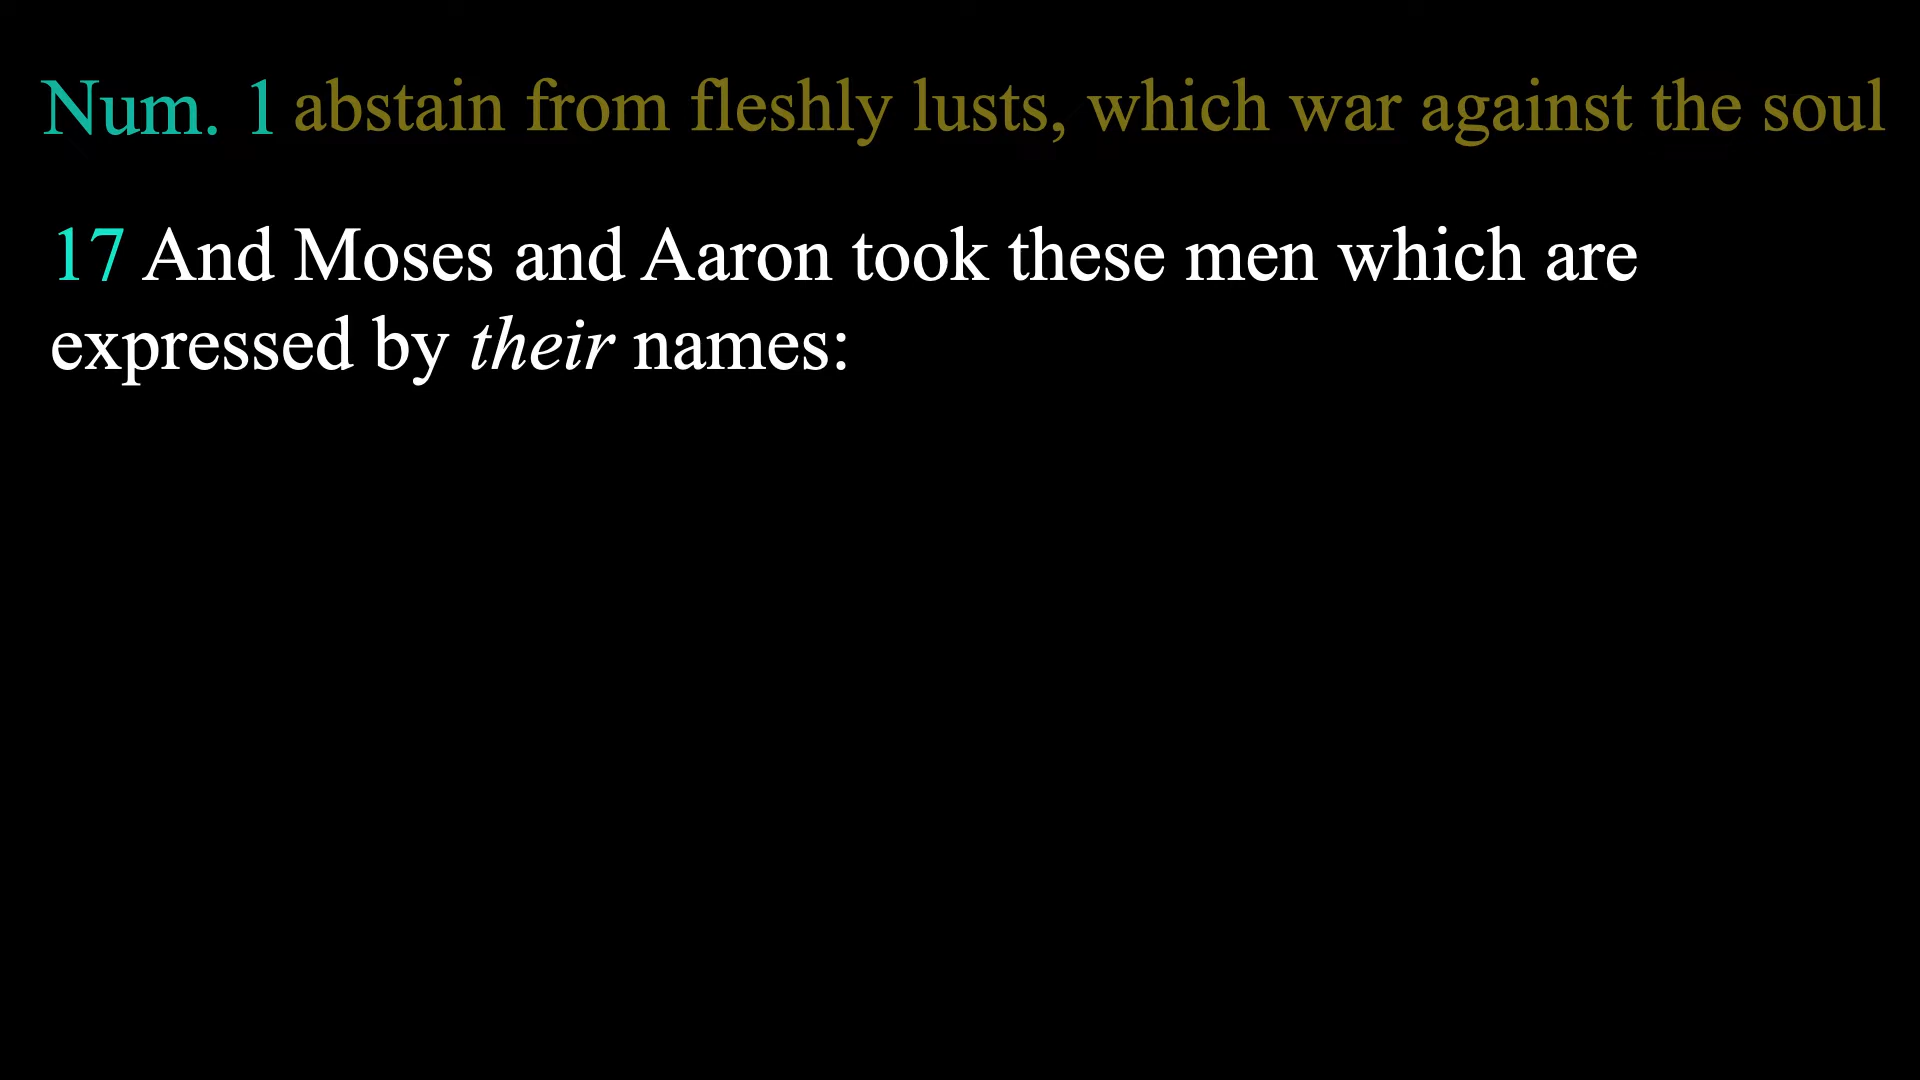 Num. 1 abstain from fleshly lusts, which war against the soul
17 And Moses and Aaron took these men which are
expressed by their names: